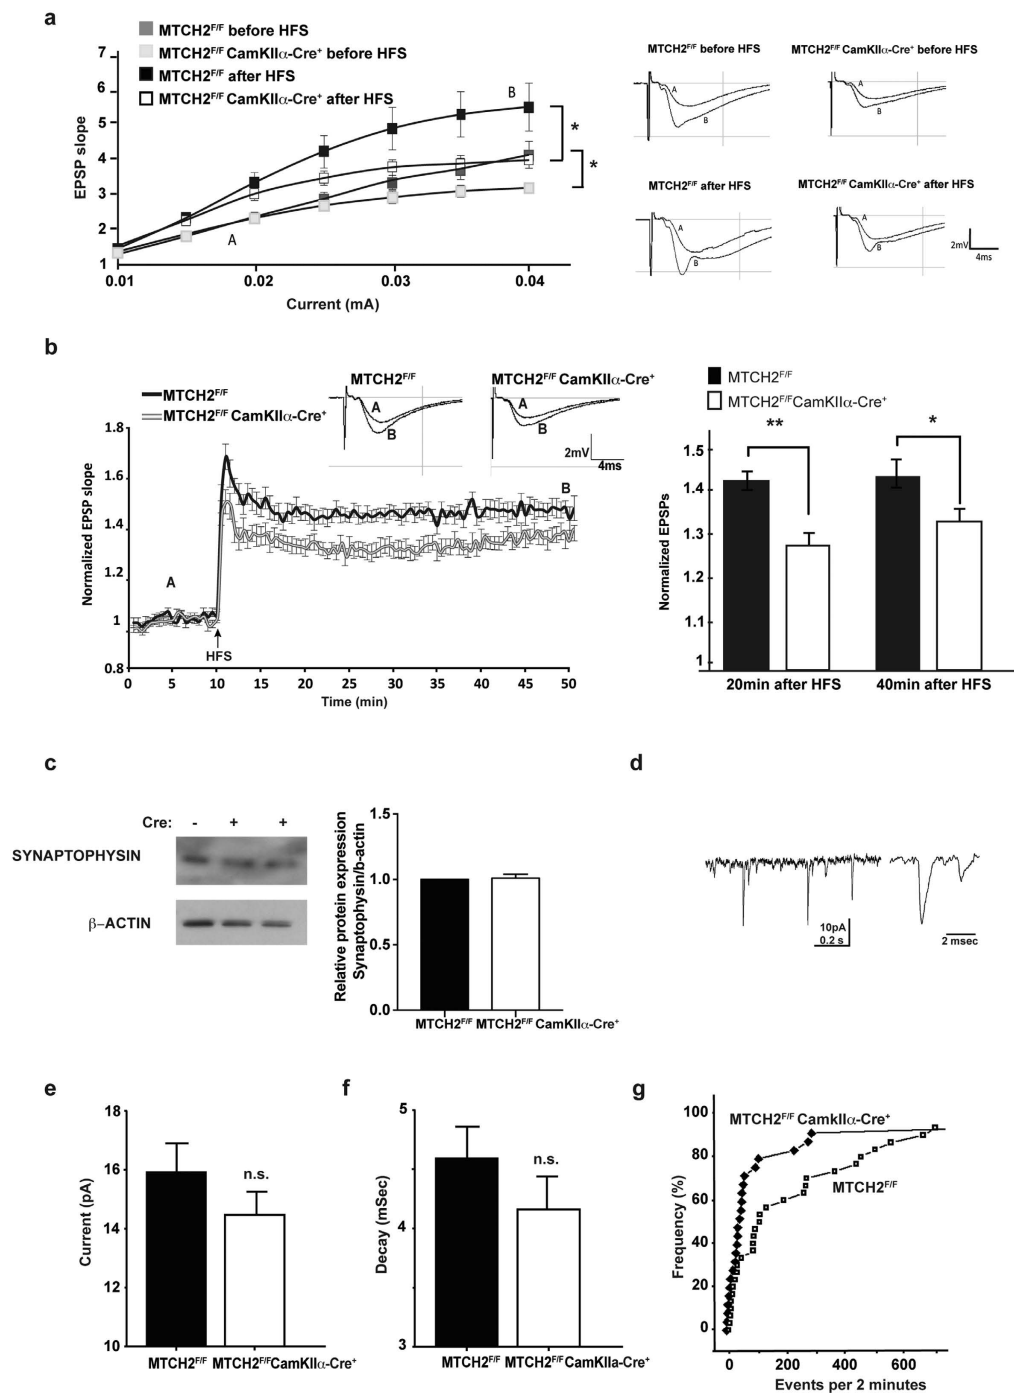 a
MTCH2F/F before HFS
MTCH2F/F CamKIIα-Cre+ before HFS
MTCH2F/F after HFS
MTCH2F/F CamKIIα-Cre+ after HFS
EPSP slope
7
6
5
4
3
2
1
A
B
*
*
0.01
0.02
0.03
0.04
Current (mA)
MTCH2F/F before HFS
A
B
MTCH2F/F CamKIIα-Cre+ before HFS
A
B
MTCH2F/F after HFS
A
B
MTCH2F/F CamKIIα-Cre+ after HFS
A
B
2mV
4ms
b
MTCH2F/F
MTCH2F/F CamKIIα-Cre+
MTCH2F/F
A
B
MTCH2F/F CamKIIα-Cre+
A
B
2mV
4ms
Normalized EPSP slope
1.8
1.6
1.4
1.2
1
0.8
A
B
HFS
0
5
10
15
20
25
30
35
40
45
50
Time (min)
MTCH2F/F
MTCH2F/FCamKIIα-Cre+
Normalized EPSPs
1.4
1.3
1.2
1.1
1
**
*
20min after HFS
40min after HFS
c
Cre: - + +
SYNAPTOPHYSIN
β-ACTIN
Relative protein expression
Synaptophysin/b-actin
1.5
1.0
0.5
0.0
MTCH2F/F
MTCH2F/F CamKIIα-Cre+
d
10pA
0.2 s
2 msec
e
Current (pA)
18
16
14
12
10
n.s.
MTCH2F/F
MTCH2F/FCamKIIα-Cre+
f
Decay (mSec)
5
4
3
n.s.
MTCH2F/F
MTCH2F/F CamKIIa-Cre+
g
Frequency (%)
100
80
60
40
20
0
MTCH2F/F CamkIIα-Cre+
MTCH2F/F
0
200
400
600
Events per 2 minutes